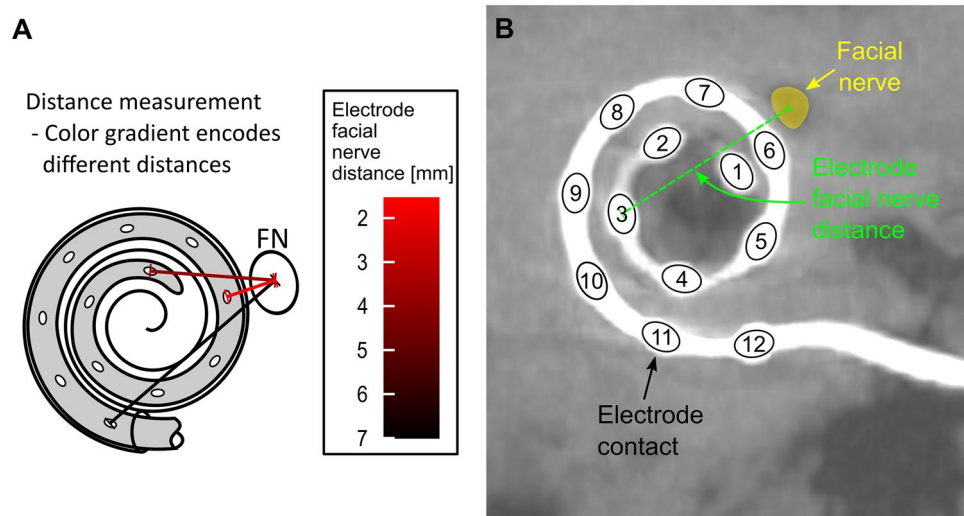 A
Distance measurement
- Color gradient encodes
different distances
FN
Electrode
facial
nerve
distance [mm]
2
3
4
5
6
7
B
Facial
nerve
7
8
2
6
1
9
3
Electrode
facial nerve
distance
5
10
4
11
12
Electrode
contact